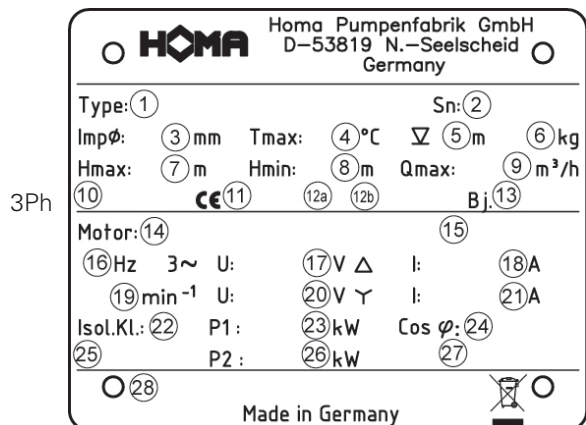 HOMA
Homa Pumpenfabrik GmbH
D-53819 N.-Seelscheid
Germany
Type: 1 Sn: 2
ImpØ: 3 mm Tmax: 4 °C 5 m 6 kg
Hmax: 7 m Hmin: 8 m Qmax: 9 m³/h
3Ph
10 CE 11 12a 12b Bj. 13
Motor: 14 15
16 Hz 3~ U: 17 V △ I: 18 A
19 min⁻¹ U: 20 V Y I: 21 A
Isol.Kl.: 22 P1 : 23 kW Cos φ: 24
25 P2 : 26 kW 27
28
Made in Germany